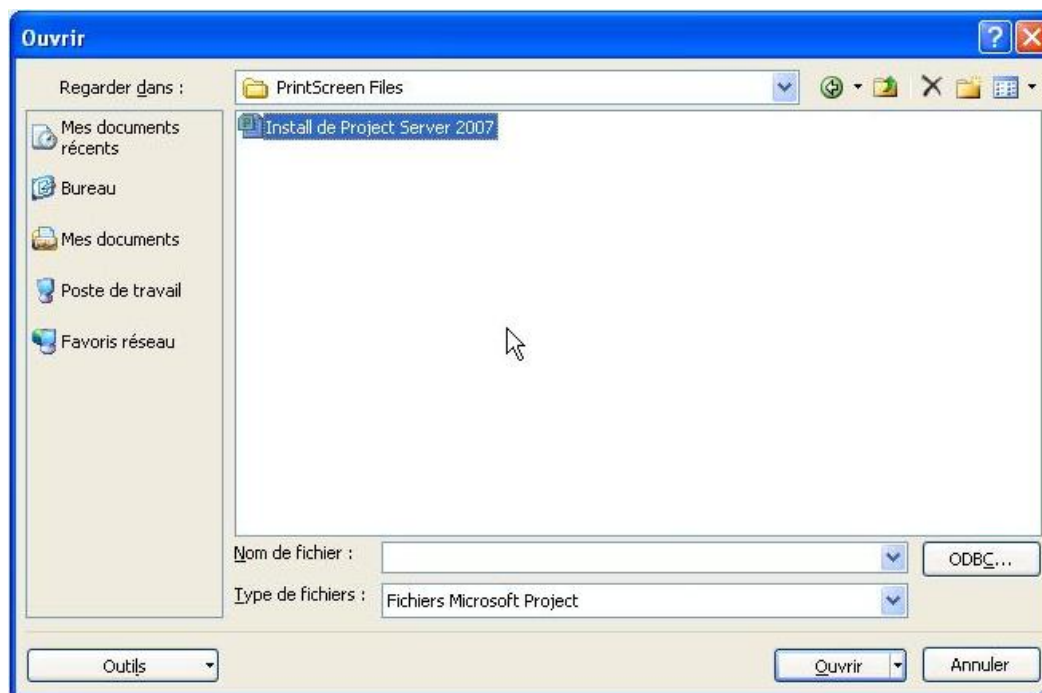 Ouvrir
Regarder dans :
PrintScreen Files
Mes documents
récents
Bureau
Mes documents
Poste de travail
Favoris réseau
Install de Project Server 2007
Nom de fichier :
ODBC...
Type de fichiers :
Fichiers Microsoft Project
Outils
Ouvrir
Annuler